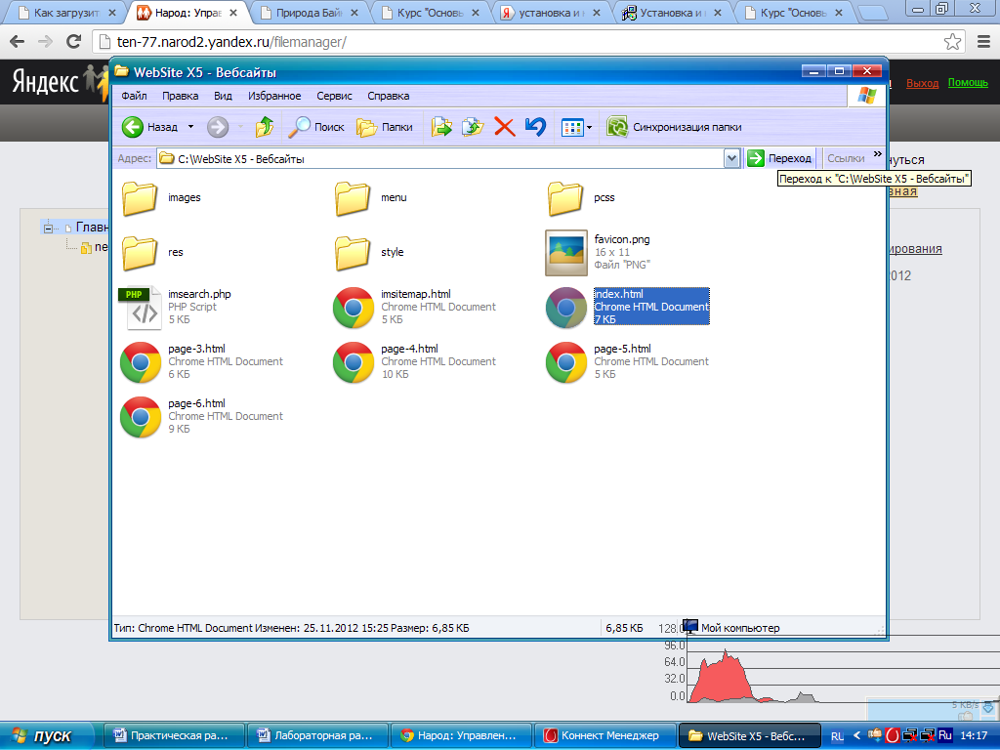 Как загрузит
Народ: Управ
Природа Байк
Курс "Основы
установка и н
Установка и н
Курс "Основы
ten-77.narod2.yandex.ru/filemanager/
Яндекс
Выход
Помощь
WebSite X5 - Вебсайты
Файл Правка Вид Избранное Сервис Справка
Назад Поиск Папки Синхронизация папки
Адрес: C:\WebSite X5 - Вебсайты Переход Ссылки »
Переход к "C:\WebSite X5 - Вебсайты"
нуться
вная
ирования
012
Главн
ne
images
menu
pcss
res
style
favicon.png
16 x 11
Файл "PNG"
PHP
imsearch.php
PHP Script
5 КБ
imsitemap.html
Chrome HTML Document
5 КБ
index.html
Chrome HTML Document
7 КБ
page-3.html
Chrome HTML Document
6 КБ
page-4.html
Chrome HTML Document
10 КБ
page-5.html
Chrome HTML Document
5 КБ
page-6.html
Chrome HTML Document
9 КБ
Тип: Chrome HTML Document Изменен: 25.11.2012 15:25 Размер: 6,85 КБ
6,85 КБ
Мой компьютер
128.0
96.0
64.0
32.0
0.0
5 KB/s
пуск
Практическая ра...
Лабораторная ра...
Народ: Управлен...
Коннект Менеджер
WebSite X5 - Вебс...
RU
Ru
14:17